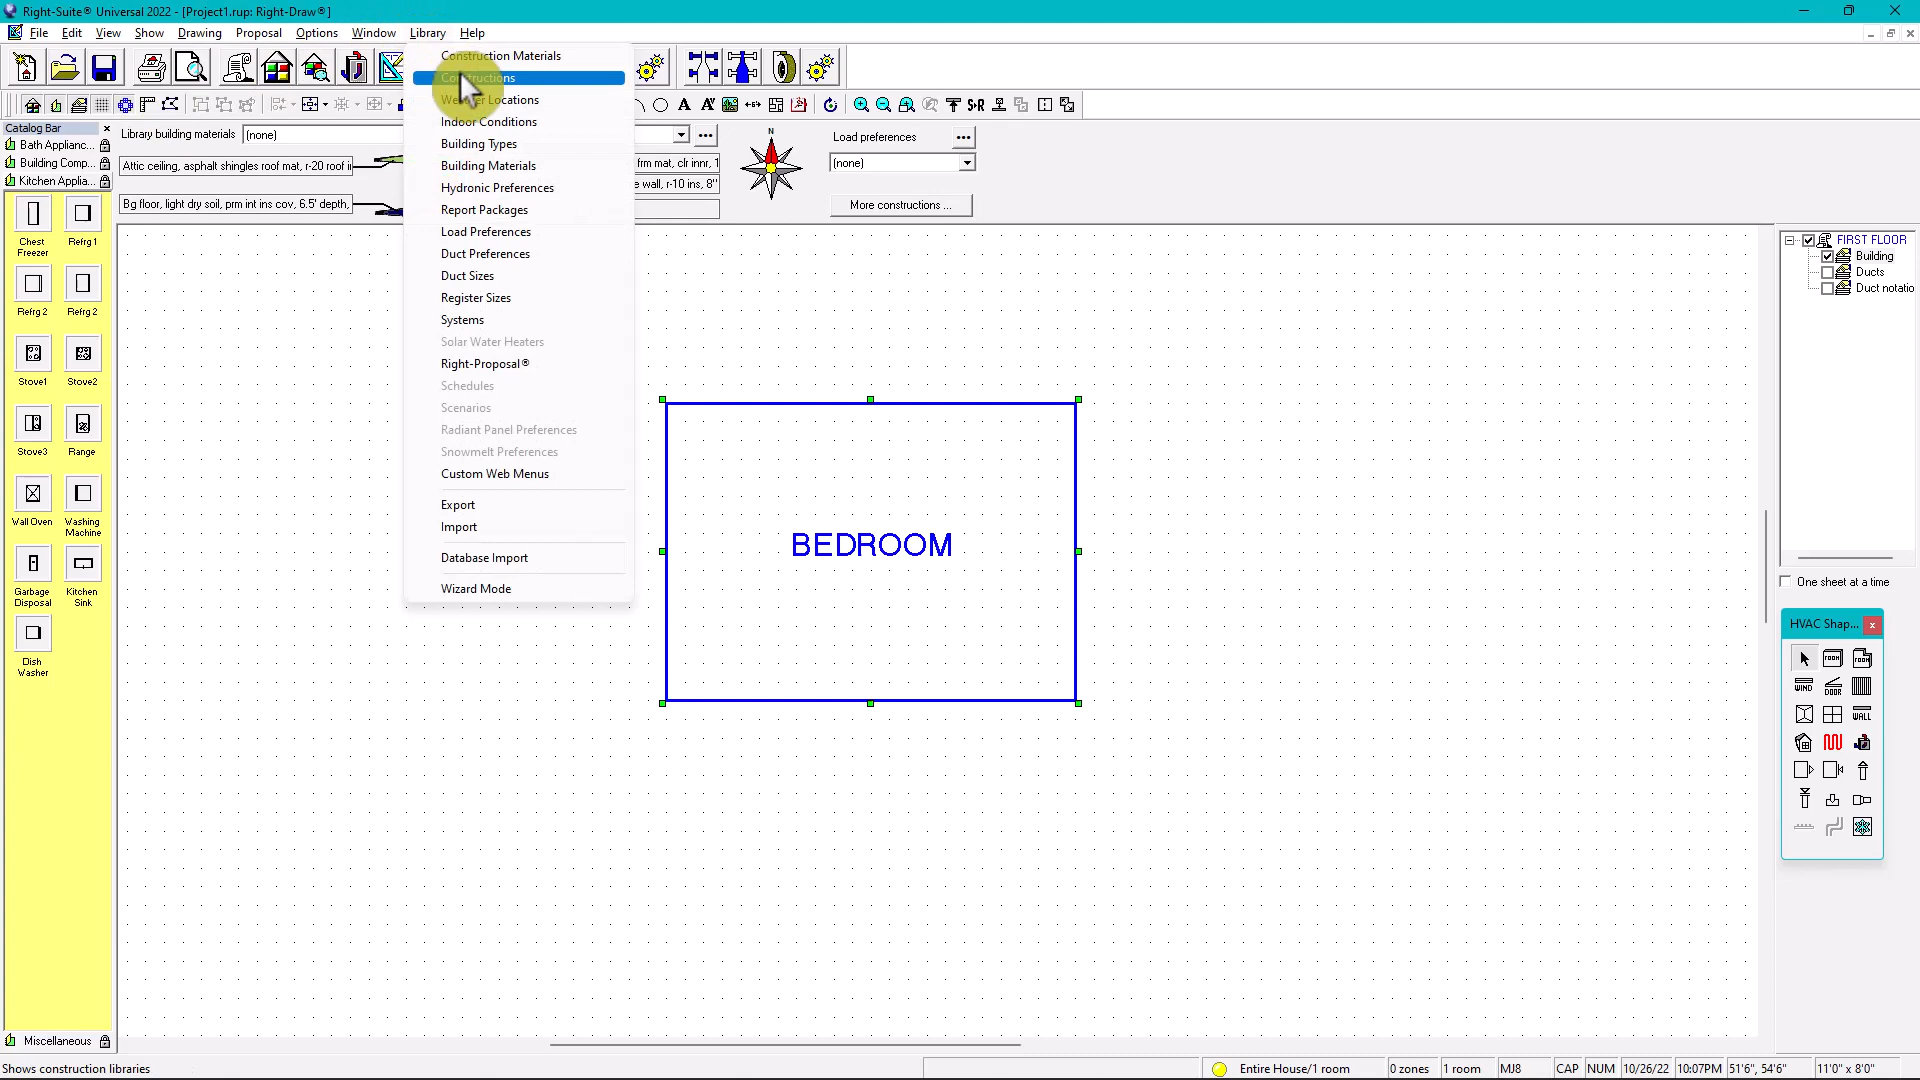 Right-Suite® Universal 2022 - [Project1.rup: Right-Draw®]
File Edit View Show Drawing Proposal Options Window Library Help
Catalog Bar
Bath Applianc...
Building Comp...
Kitchen Applia...
Chest Freezer
Refrg 1
Refrg 2
Refrg 2
Stove1
Stove2
Stove3
Range
Wall Oven
Washing Machine
Garbage Disposal
Kitchen Sink
Dish Washer
Miscellaneous
Library building materials
(none)
Attic ceiling, asphalt shingles roof mat, r-20 roof i
Bg floor, light dry soil, prm int ins cov, 6.5' depth,
Construction Materials
Constructions
Locations
Indoor Conditions
Building Types
Building Materials
Hydronic Preferences
Report Packages
Load Preferences
Duct Preferences
Duct Sizes
Register Sizes
Systems
Solar Water Heaters
Right-Proposal®
Schedules
Scenarios
Radiant Panel Preferences
Snowmelt Preferences
Custom Web Menus
Export
Import
Database Import
Wizard Mode
frm mat, clr innr, 1
e wall, r-10 ins, 8"
N
Load preferences
(none)
More constructions ...
S›R
BEDROOM
FIRST FLOOR
Building
Ducts
Duct notatio
One sheet at a time
HVAC Shap...
ROOM
ROOM
WIND
DOOR
WALL
Shows construction libraries
Entire House/1 room
0 zones
1 room
MJ8
CAP
NUM
10/26/22
10:07PM
51'6", 54'6"
11'0" x 8'0"